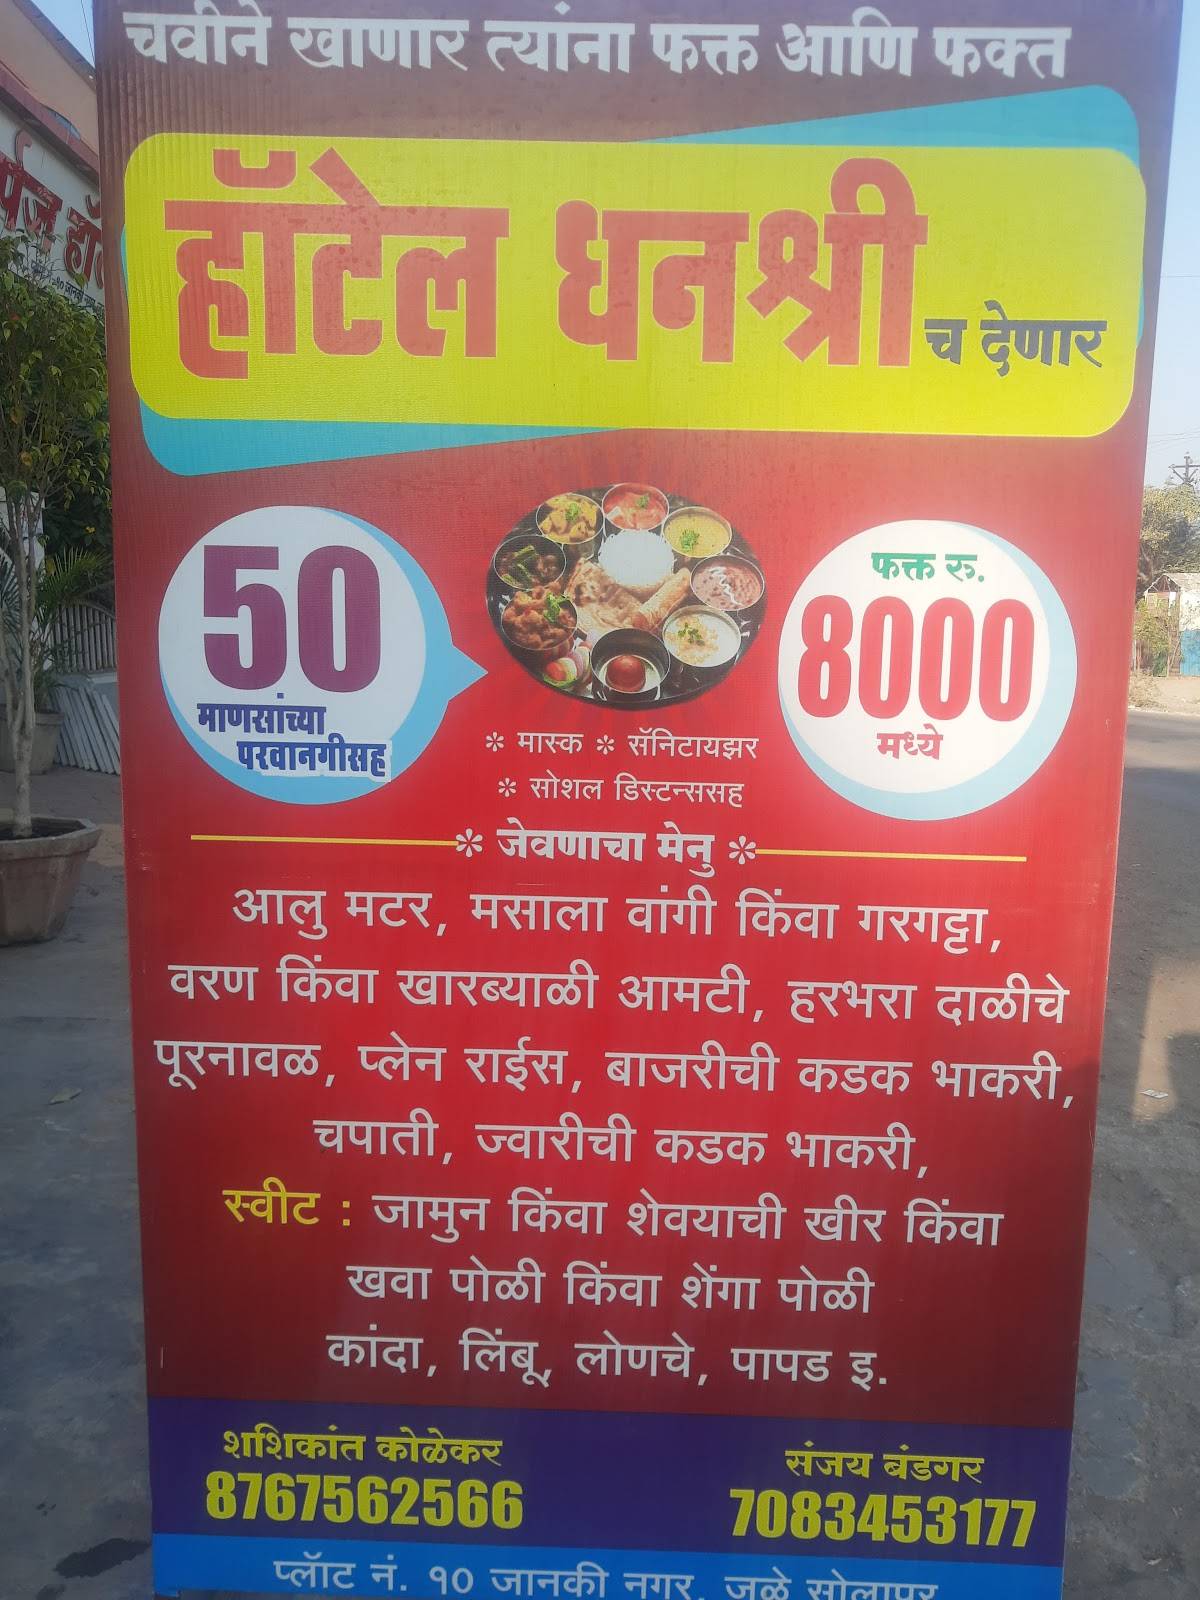 चवीने खाणार त्यांना फक्त आणि फक्त
हॉटेल धनश्री च देणार
50
माणसांच्या
परवानगीसह
फक्त रु.
8000
मध्ये
* मास्क * सॅनिटायझर
* सोशल डिस्टन्ससह
* जेवणाचा मेनु *
आलु मटर, मसाला वांगी किंवा गरगट्टा,
वरण किंवा खारब्याळी आमटी, हरभरा दाळीचे
पूरनावळ, प्लेन राईस, बाजरीची कडक भाकरी,
चपाती, ज्वारीची कडक भाकरी,
स्वीट : जामुन किंवा शेवयाची खीर किंवा
खवा पोळी किंवा शेंगा पोळी
कांदा, लिंबू, लोणचे, पापड इ.
शशिकांत कोळेकर
8767562566
संजय बंडगर
7083453177
प्लॅाट नं. १० जानकी नगर, जुळे सोलापूर